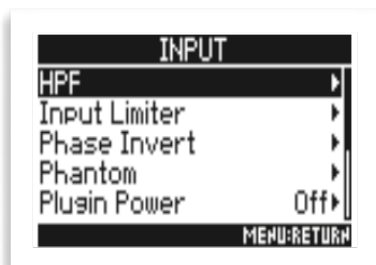 INPUT
HPF
Input Limiter
Phase Invert
Phantom
Plugin Power Off
MENU:RETURN